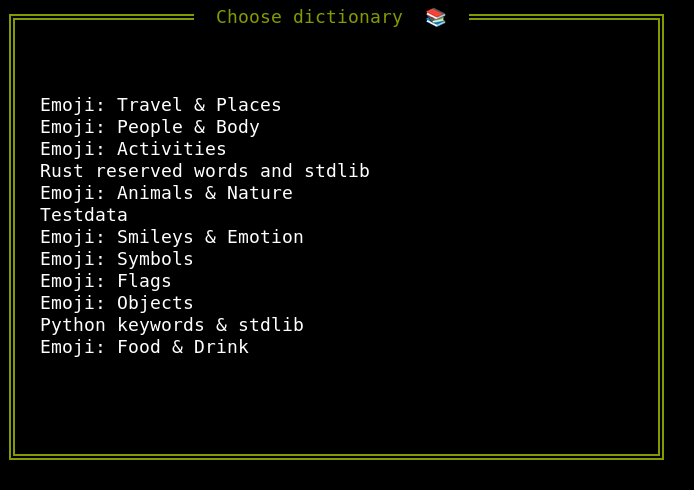 Choose dictionary 📚
Emoji: Travel & Places
Emoji: People & Body
Emoji: Activities
Rust reserved words and stdlib
Emoji: Animals & Nature
Testdata
Emoji: Smileys & Emotion
Emoji: Symbols
Emoji: Flags
Emoji: Objects
Python keywords & stdlib
Emoji: Food & Drink